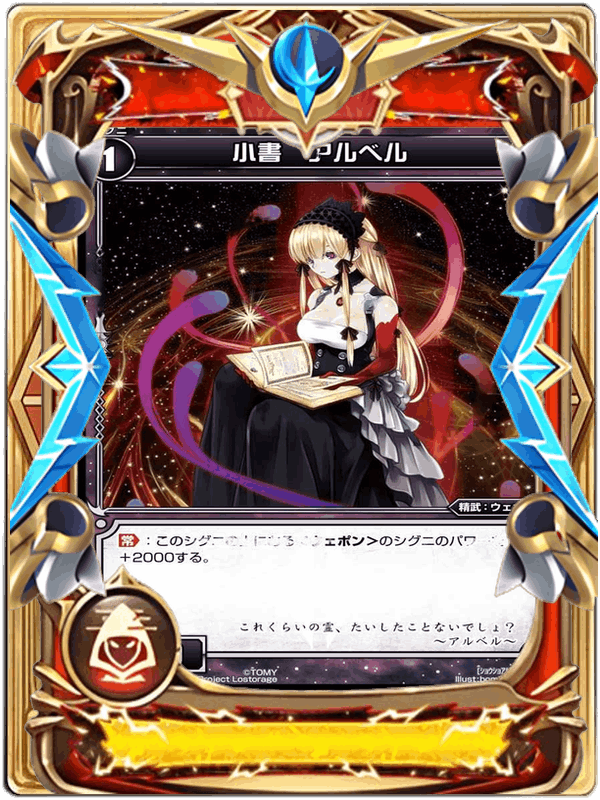 1
小書 アルベル
精武：ウェ
常：このシグニの
ェポン>のシグニのパワー
+2000する。
これくらいの霊、たいしたことないでしょ？
～アルベル～
©TOMY
Project Lostorage
Illust: